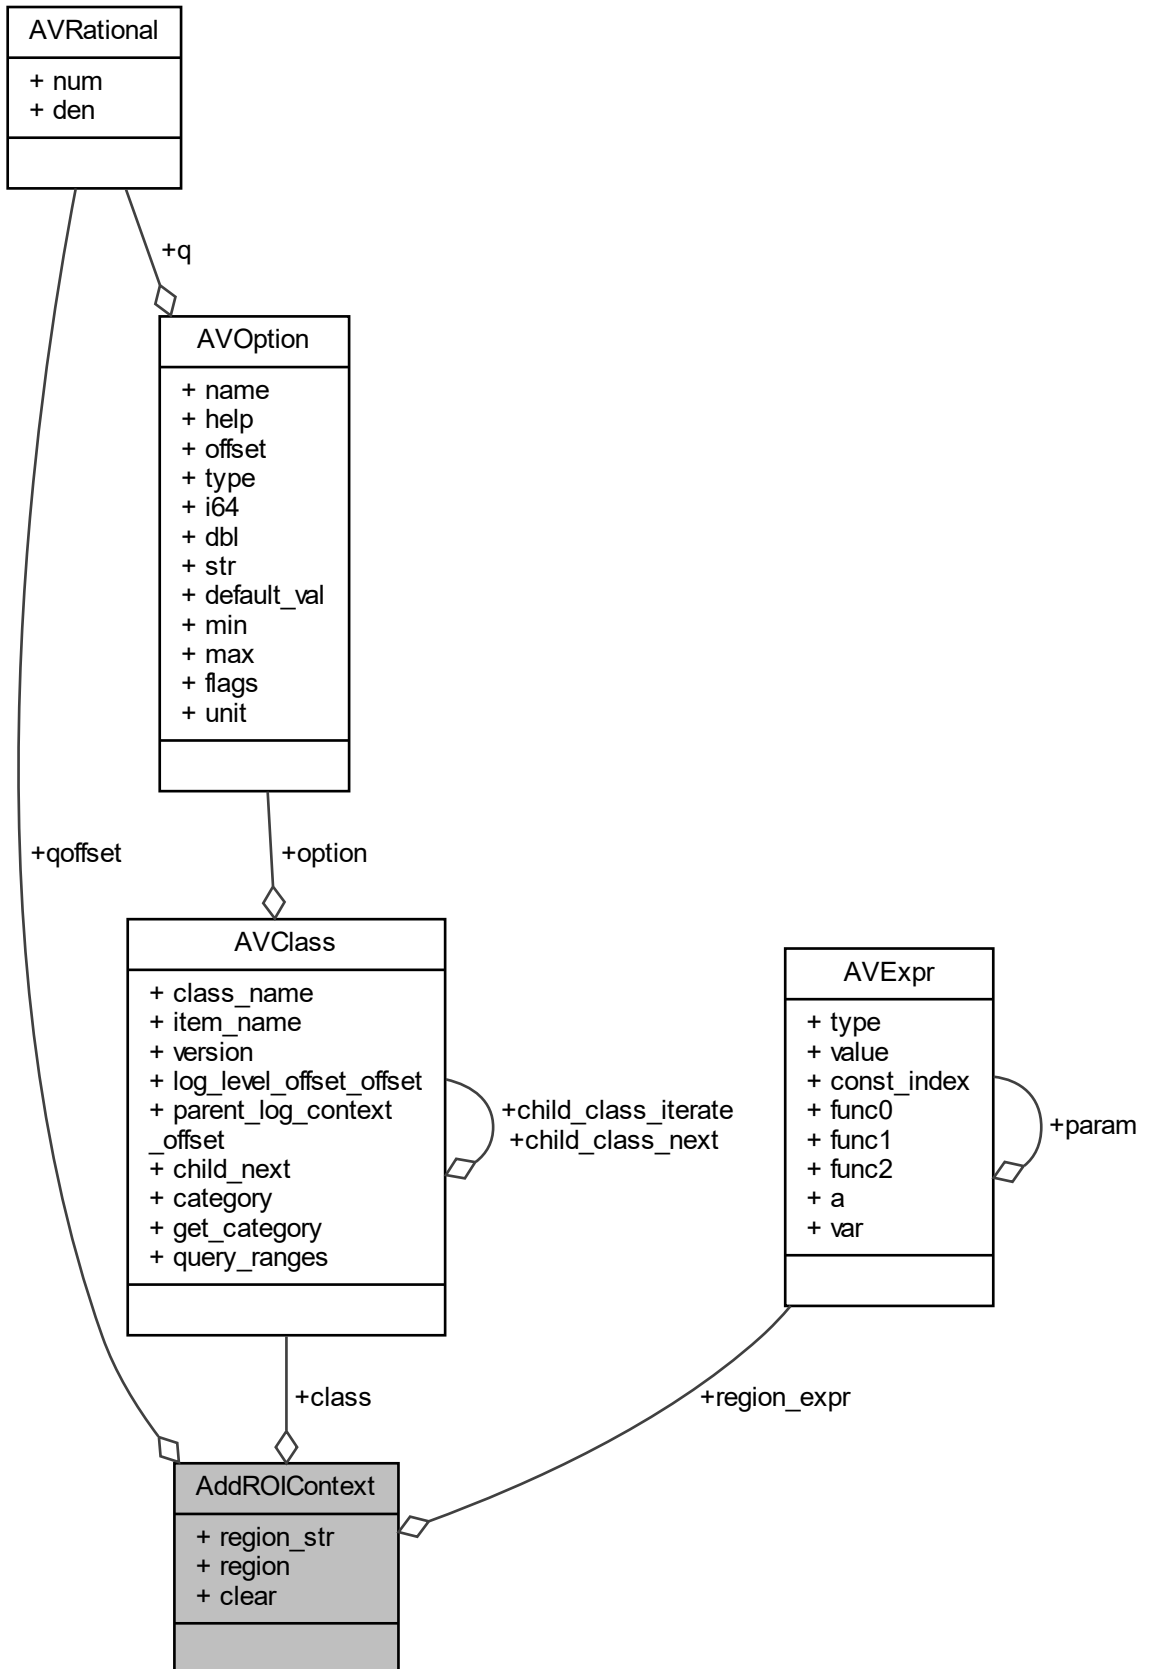 AVRational
+ num
+ den
+q
AVOption
+ name
+ help
+ offset
+ type
+ i64
+ dbl
+ str
+ default_val
+ min
+ max
+ flags
+ unit
+qoffset
+option
AVClass
+ class_name
+ item_name
+ version
+ log_level_offset_offset
+ parent_log_context
_offset
+ child_next
+ category
+ get_category
+ query_ranges
+child_class_iterate
+child_class_next
AVExpr
+ type
+ value
+ const_index
+ func0
+ func1
+ func2
+ a
+ var
+param
+class
+region_expr
AddROIContext
+ region_str
+ region
+ clear